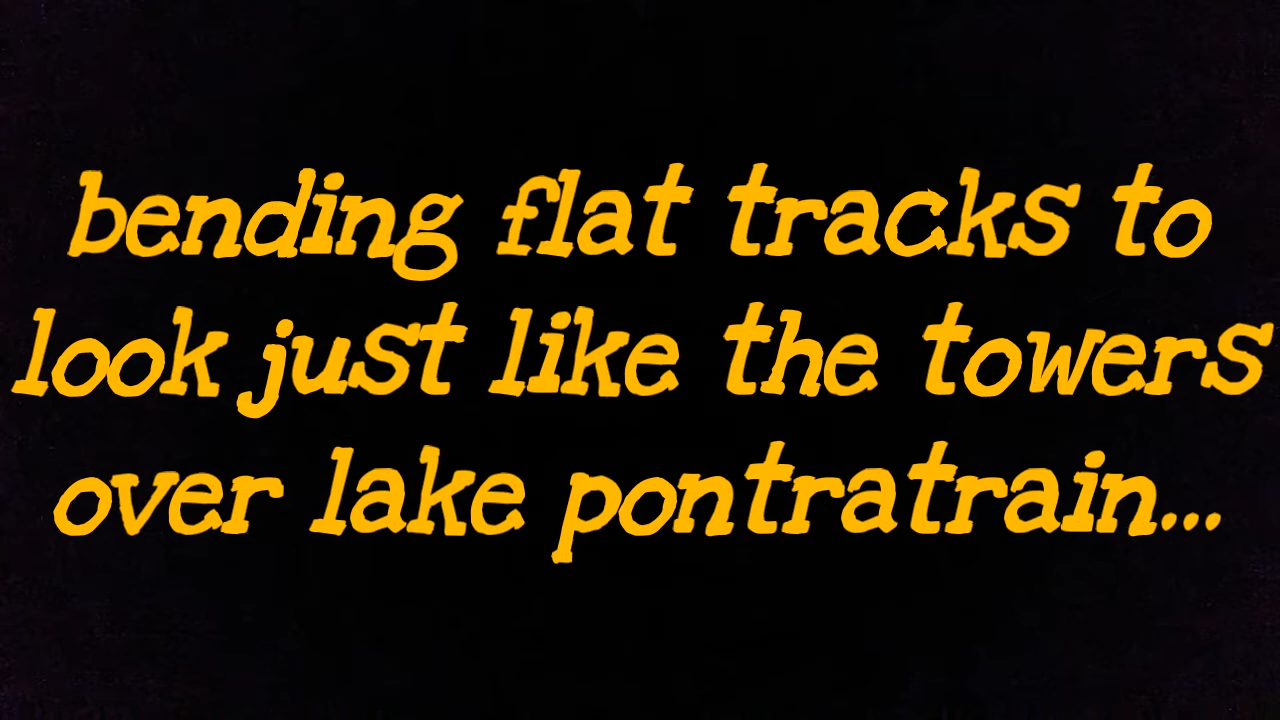 bending flat tracks to
look just like the towers
over lake pontratrain...